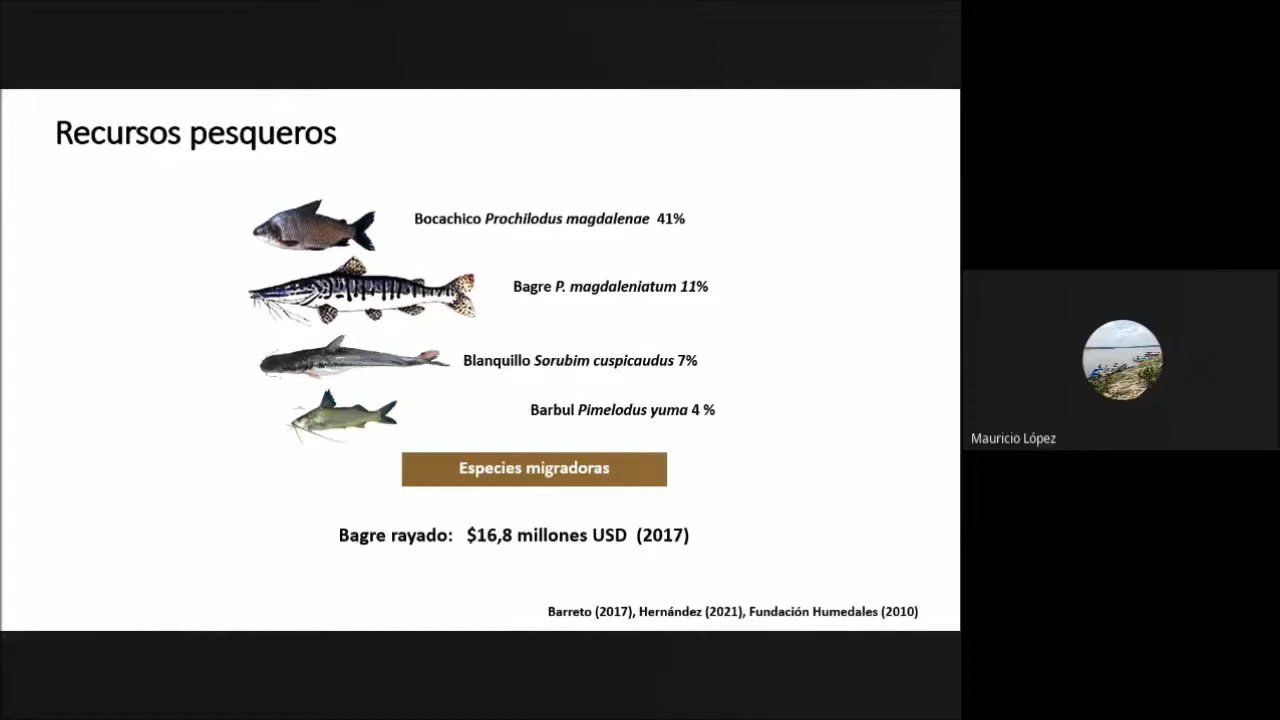 Recursos pesqueros
Bocachico Prochilodus magdalenae 41%
Bagre P. magdaleniatum 11%
Blanquillo Sorubim cuspicaudus 7%
Barbul Pimelodus yuma 4 %
Especies migradoras
Bagre rayado: $16,8 millones USD (2017)
Barreto (2017), Hernández (2021), Fundación Humedales (2010)
Mauricio López